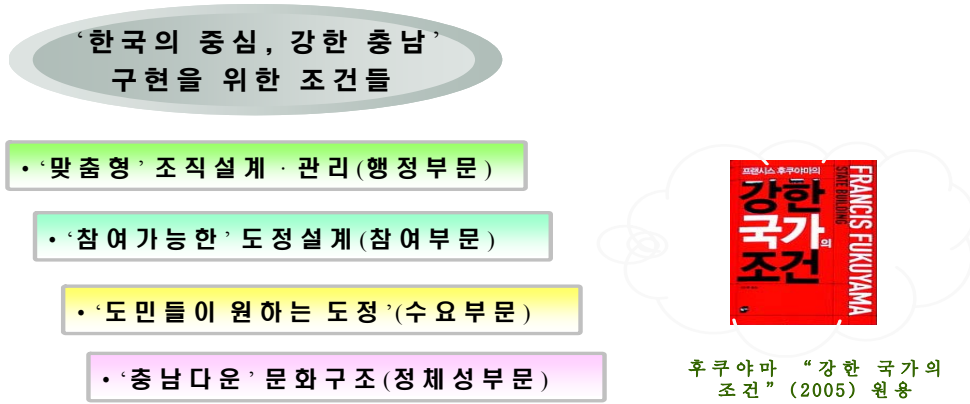 ‘한국의 중심, 강한 충남’
구현을 위한 조건들
• ‘맞춤형’ 조직설계 · 관리(행정부문)
• ‘참여가능한’ 도정설계(참여부문)
• ‘도민들이 원하는 도정’(수요부문)
• ‘충남다운’ 문화구조(정체성부문)
프랜시스 후쿠야마의
강한
국가의
조건
FRANCIS FUKUYAMA
STATE BUILDING
후쿠야마 “강한 국가의
조건” (2005) 원용